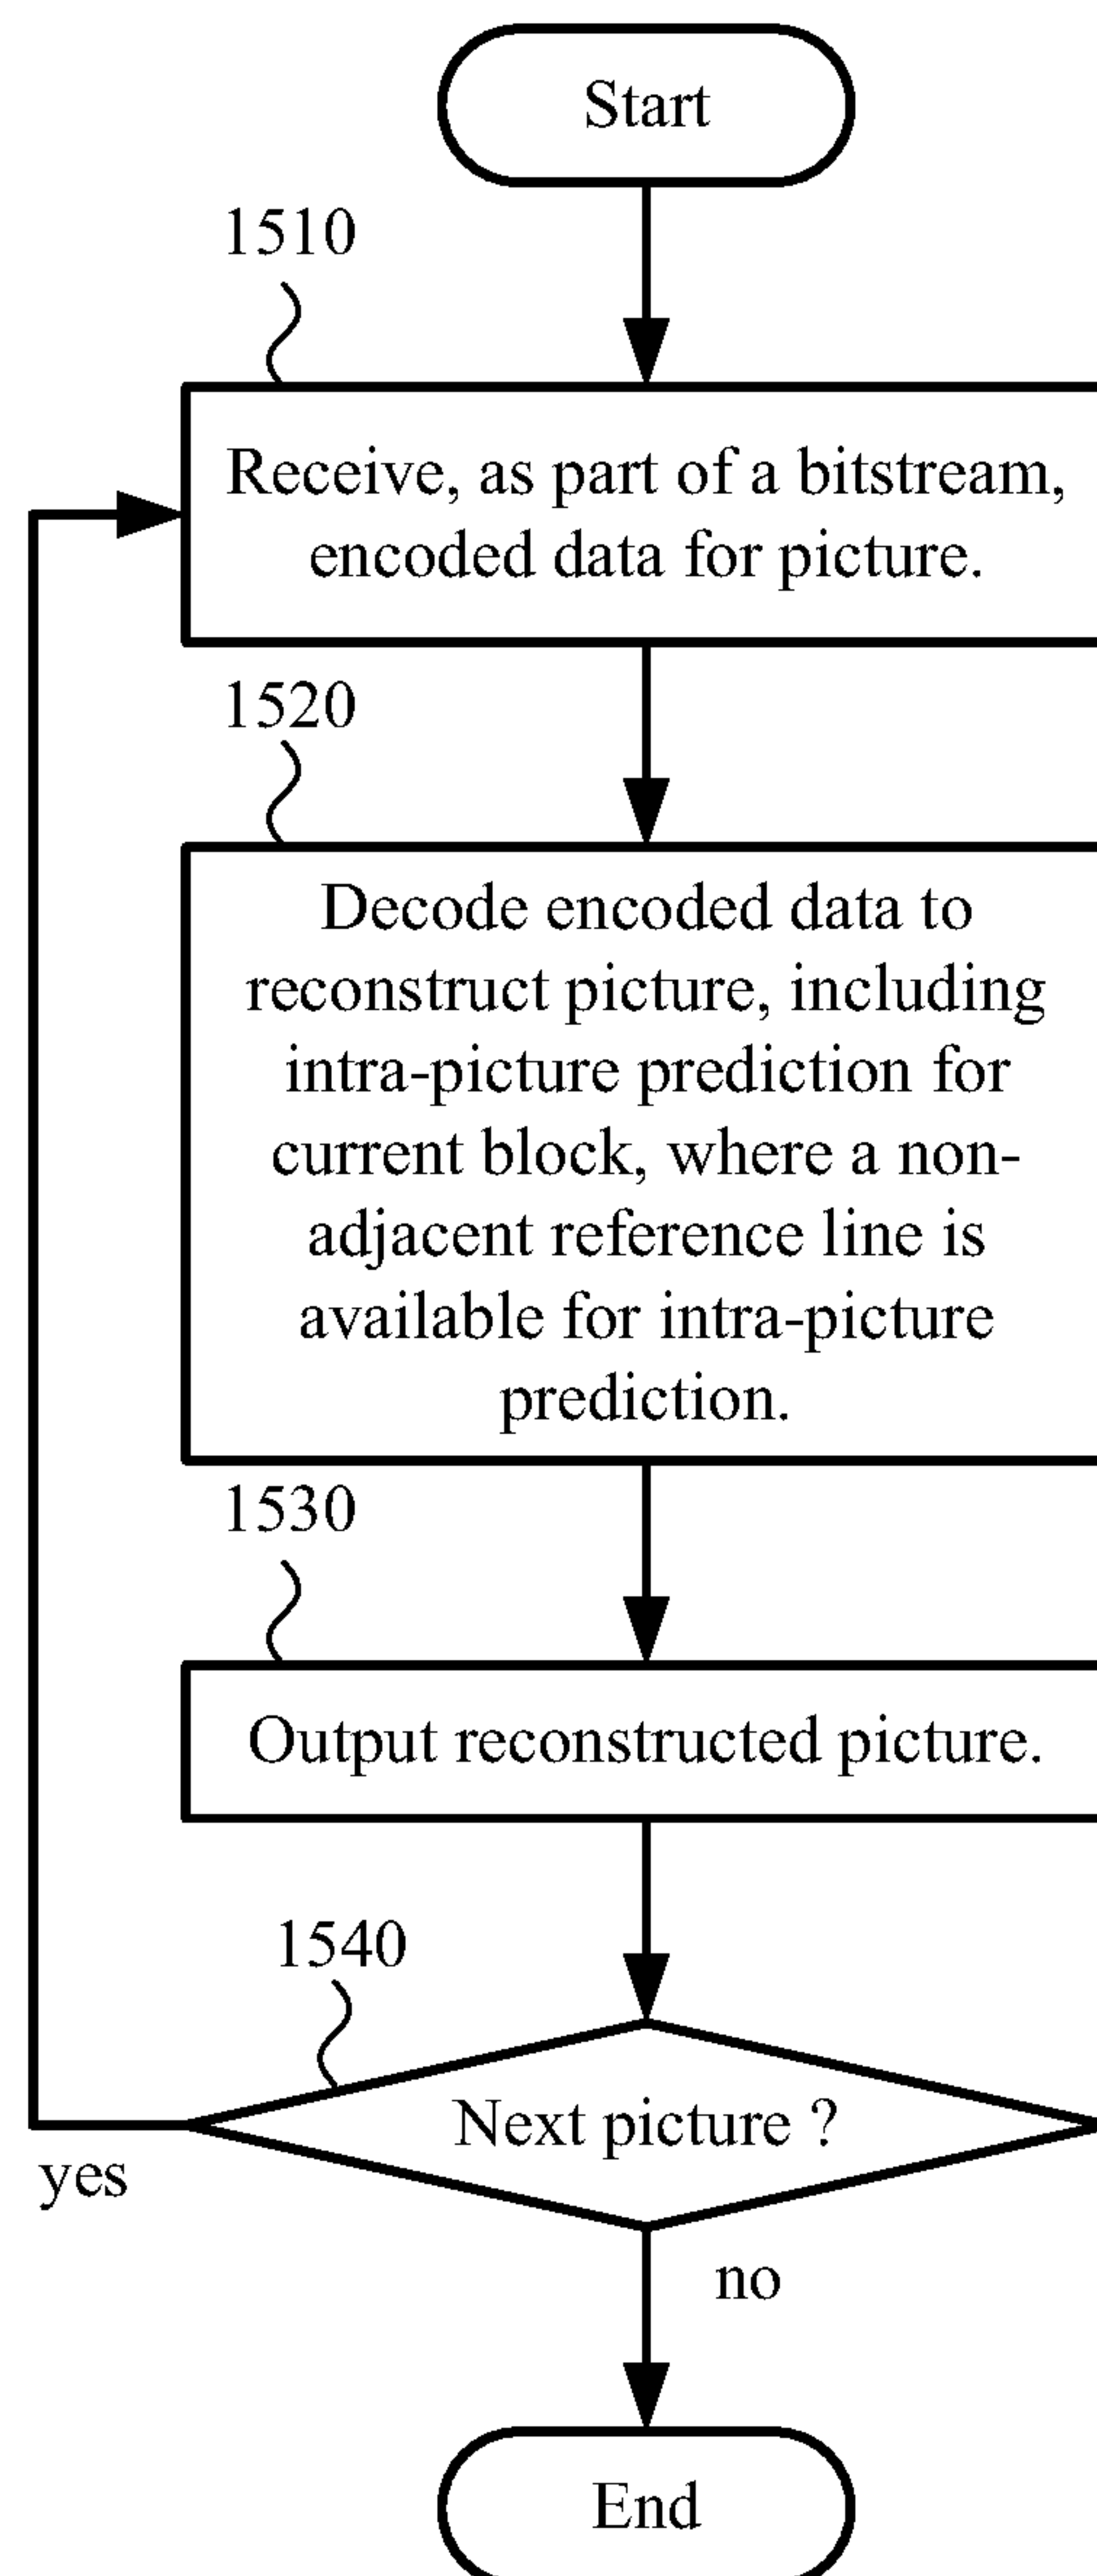 Start
1510
Receive, as part of a bitstream,
encoded data for picture.
1520
Decode encoded data to
reconstruct picture, including
intra-picture prediction for
current block, where a non-
adjacent reference line is
available for intra-picture
prediction.
1530
Output reconstructed picture.
1540
Next picture ?
yes
no
End